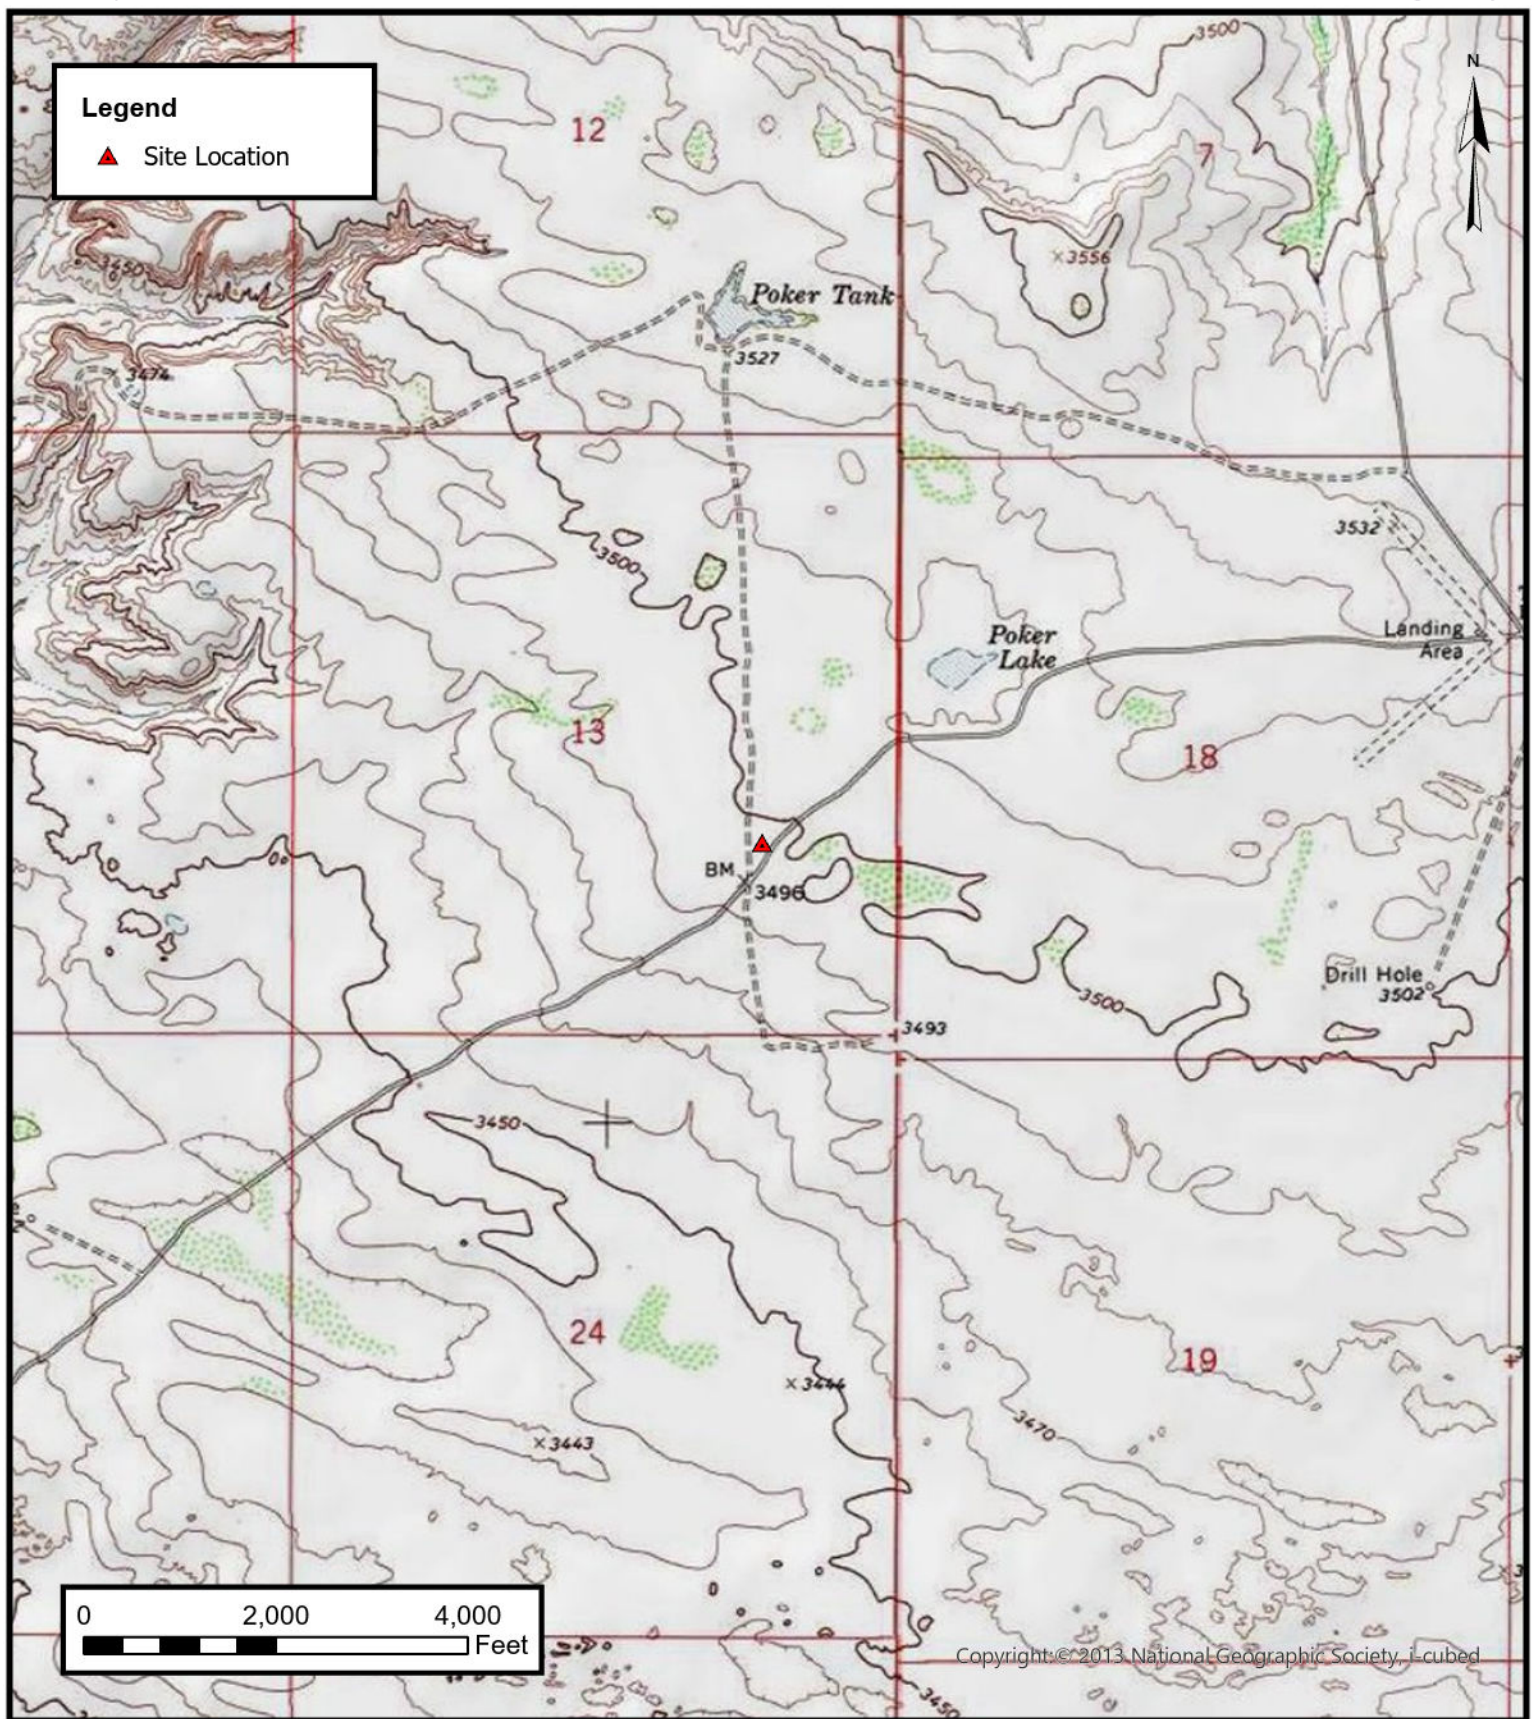 3500
N
Legend
Site Location
12
7
3450
3556
Poker Tank
3527
3474
3532
3500
Poker
Lake
Landing
Area
13
18
BM
3496
Drill Hole
3502
3500
3493
3450
24
19
3444
3470
3443
0 2,000 4,000
Feet
Copyright:© 2013 National Geographic Society, i-cubed
3450